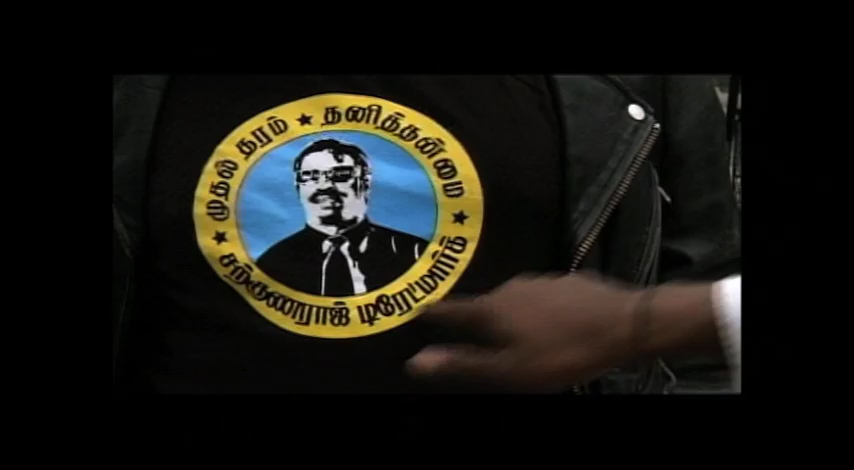 முதல் தரம் ★ தனித்தன்மை
★ சற்குணராஜ் டிரேட்மார்க் ★